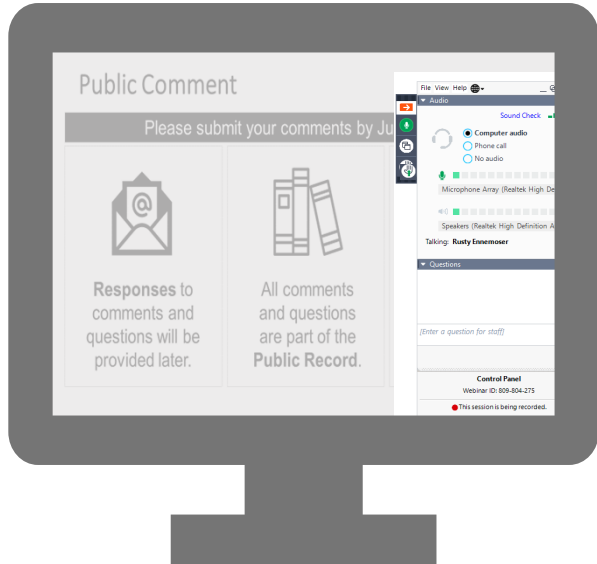 Public Comment
Please submit your comments by Ju
Responses to
comments and
questions will be
provided later.
All comments
and questions
are part of the
Public Record.
File View Help
Audio
Sound Check
Computer audio
Phone call
No audio
Microphone Array (Realtek High De
Speakers (Realtek High Definition A
Talking: Rusty Ennemoser
Questions
[Enter a question for staff]
Control Panel
Webinar ID: 809-804-275
This session is being recorded.